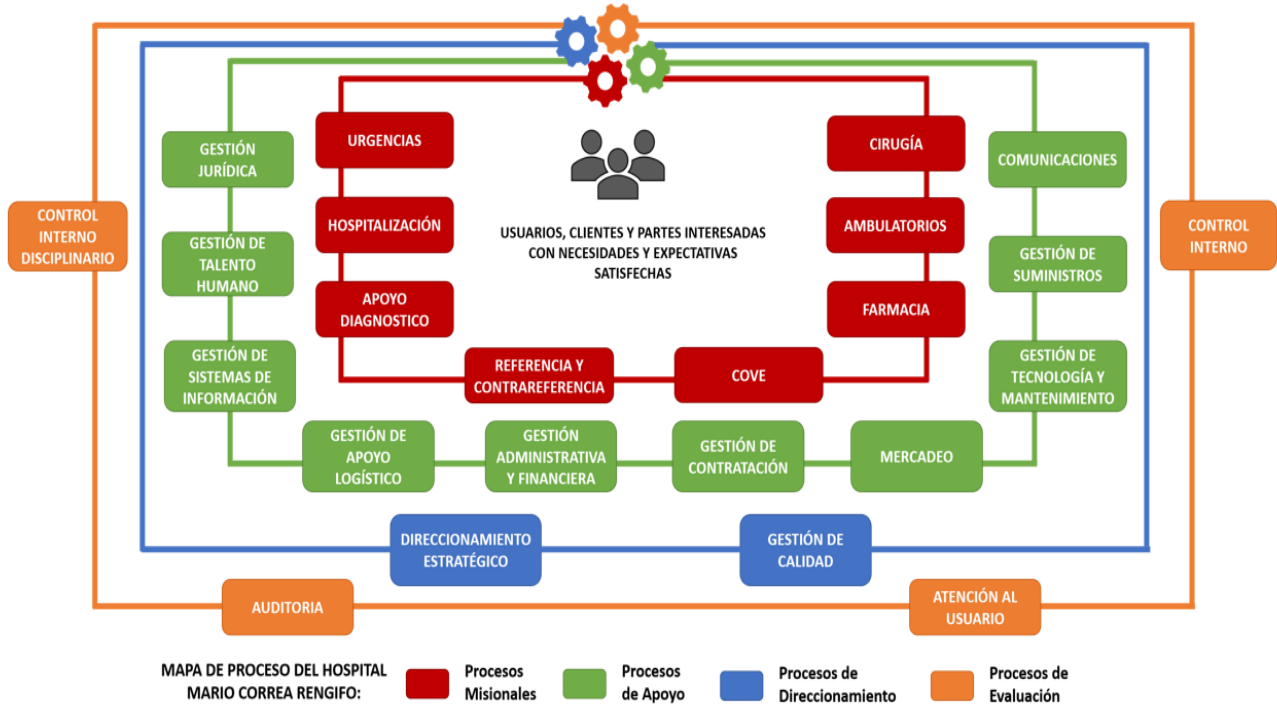 URGENCIAS
CIRUGÍA
GESTIÓN
JURÍDICA
COMUNICACIONES
CONTROL
INTERNO
DISCIPLINARIO
GESTIÓN DE
TALENTO
HUMANO
HOSPITALIZACIÓN
USUARIOS, CLIENTES Y PARTES INTERESADAS
CON NECESIDADES Y EXPECTATIVAS
SATISFECHAS
AMBULATORIOS
GESTIÓN DE
SUMINISTROS
CONTROL
INTERNO
APOYO
DIAGNOSTICO
FARMACIA
GESTIÓN DE
SISTEMAS DE
INFORMACIÓN
REFERENCIA Y
CONTRAREFERENCIA
COVE
GESTIÓN DE
TECNOLOGÍA Y
MANTENIMIENTO
GESTIÓN DE
APOYO
LOGÍSTICO
GESTIÓN
ADMINISTRATIVA
Y FINANCIERA
GESTIÓN DE
CONTRATACIÓN
MERCADEO
DIRECCIONAMIENTO
ESTRATÉGICO
GESTIÓN DE
CALIDAD
AUDITORIA
ATENCIÓN AL
USUARIO
MAPA DE PROCESO DEL HOSPITAL
MARIO CORREA RENGIFO:
Procesos
Misionales
Procesos
de Apoyo
Procesos de
Direccionamiento
Procesos de
Evaluación